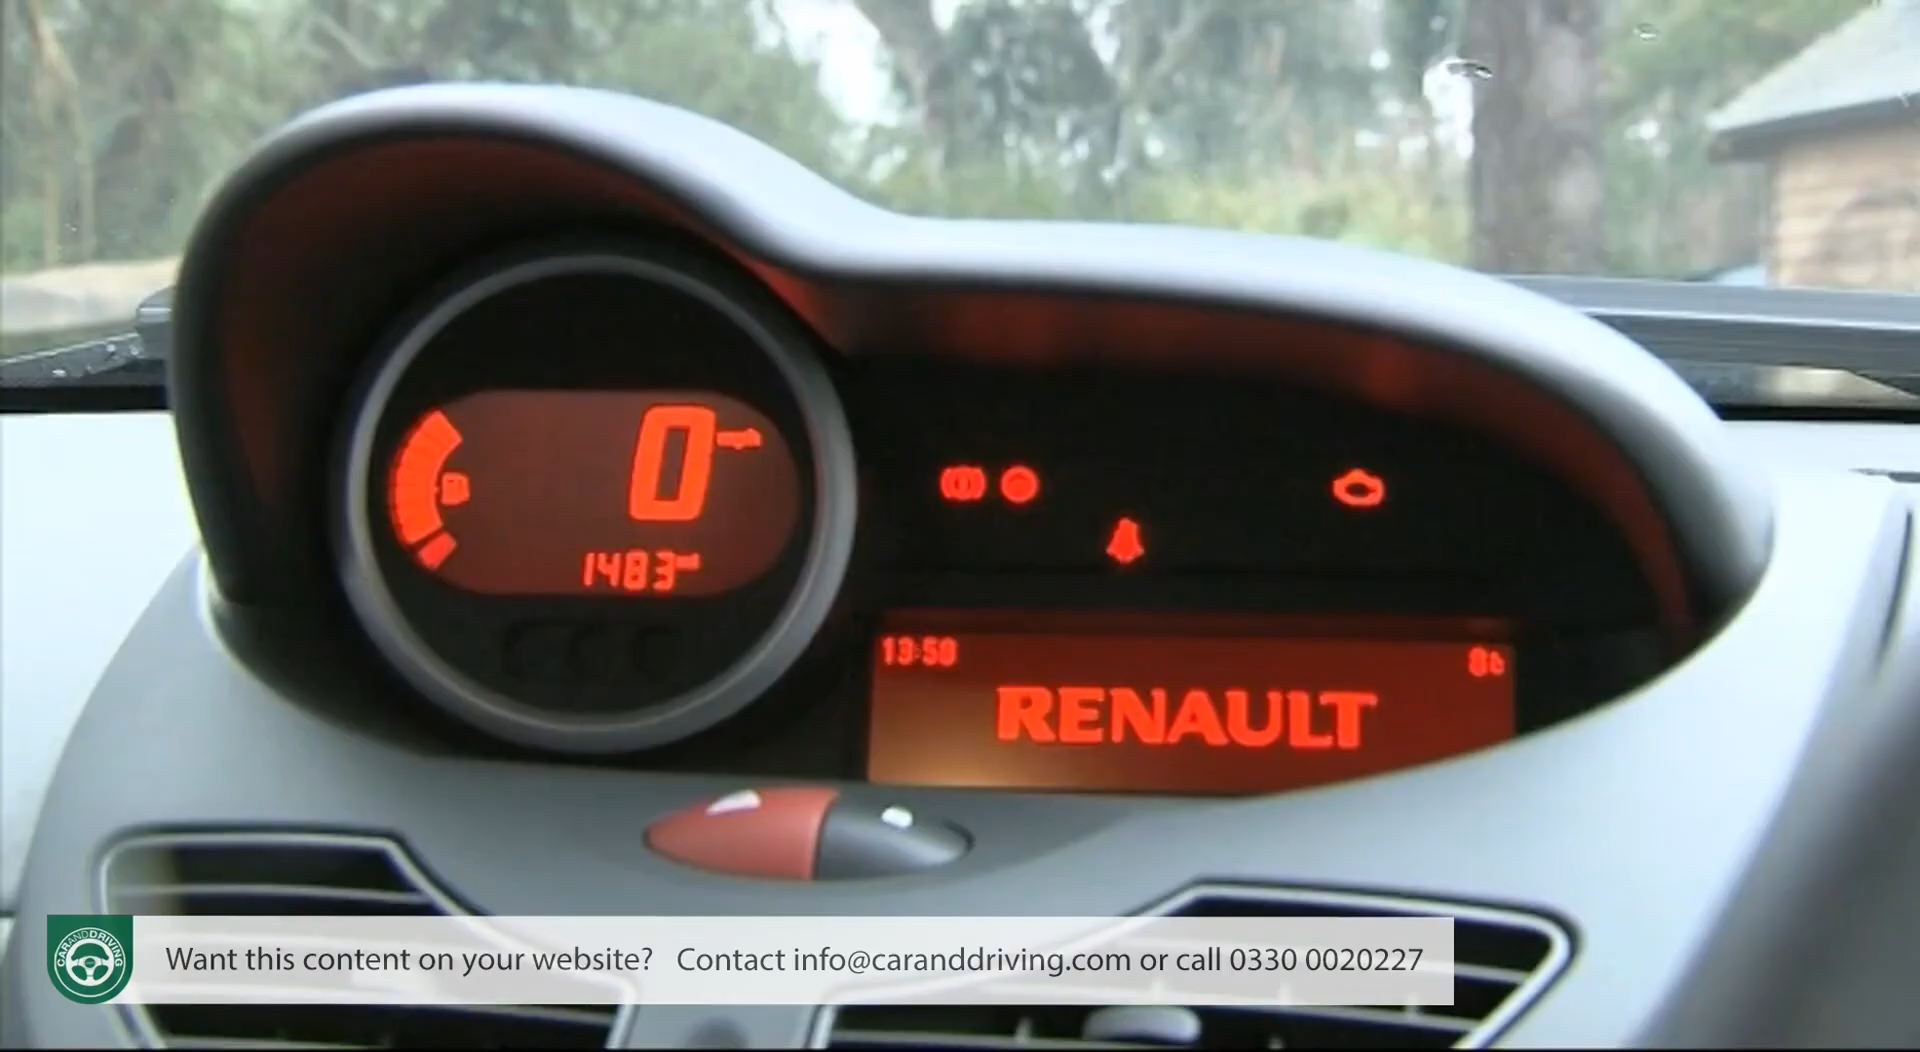 0 mph
1483
13:50
RENAULT
CARANDDRIVING
Want this content on your website? Contact info@caranddriving.com or call 0330 0020227